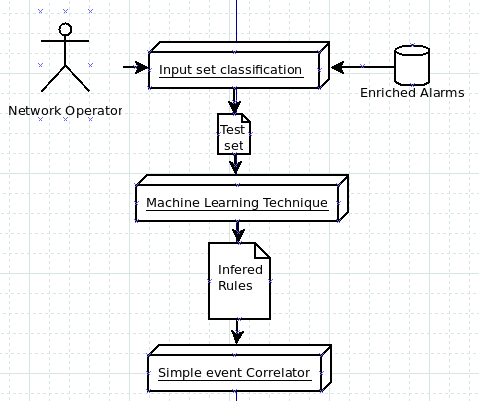 Network Operator
Input set classification
Enriched Alarms
Test
set
Machine Learning Technique
Infered
Rules
Simple event Correlator